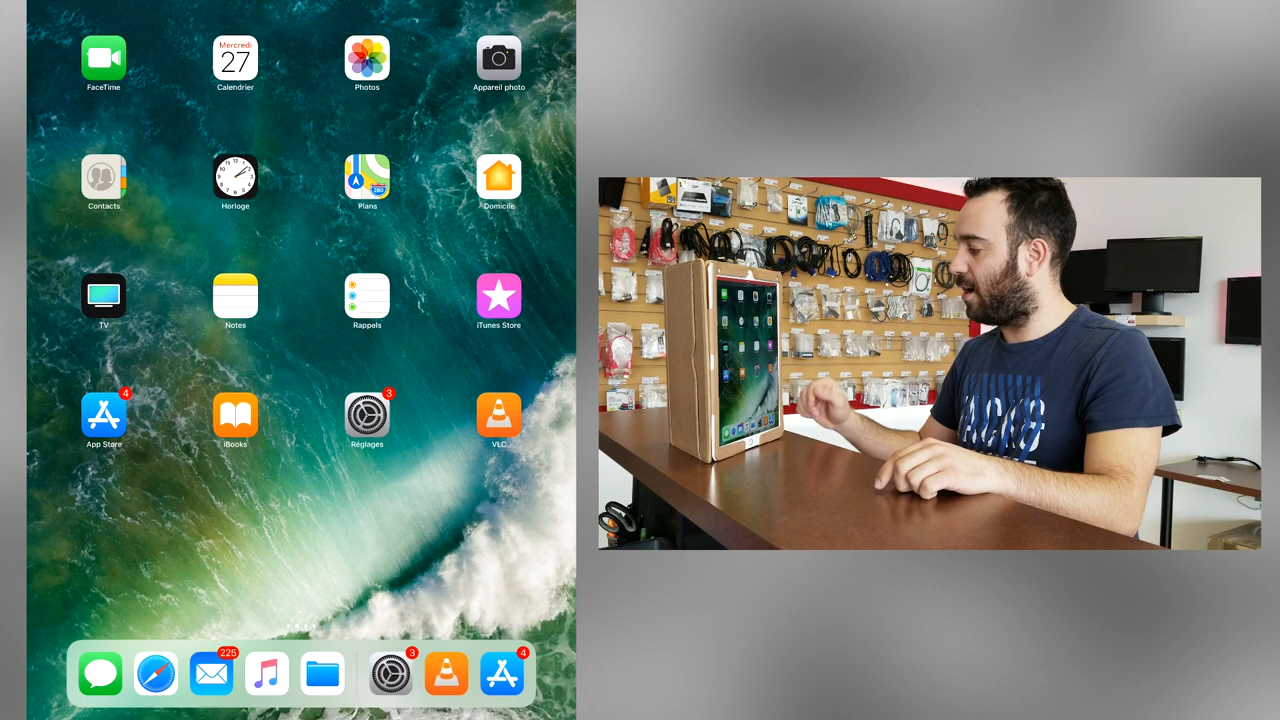 Mercredi
27
FaceTime
Calendrier
Photos
Appareil photo
280
Contacts
Horloge
Plans
Domicile
TV
Notes
Rappels
iTunes Store
4
3
App Store
iBooks
Réglages
VLC
225
3
4